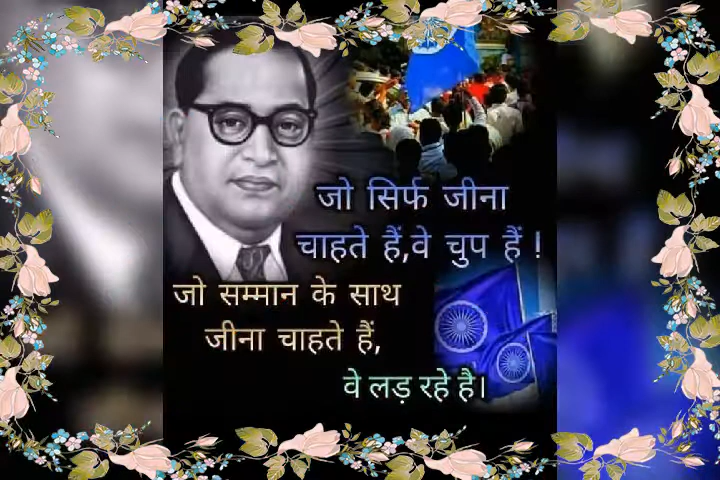 जो सिर्फ जीना
चाहते हैं,वे चुप हैं !
जो सम्मान के साथ
जीना चाहते हैं,
वे लड़ रहे है।